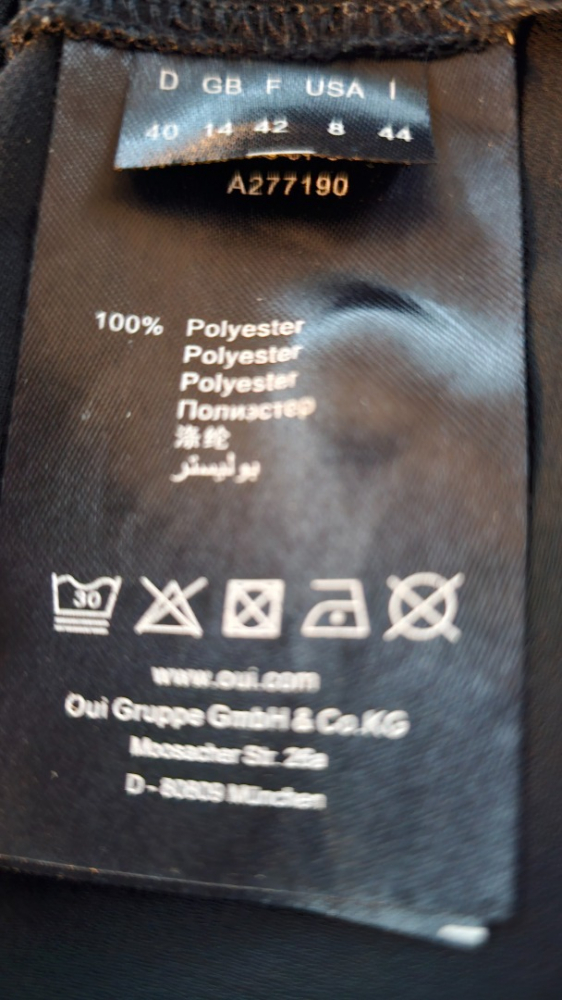 D GB F USA I
40 14 42 8 44
A277190
100% Polyester
Polyester
Polyester
Полиэстер
涤纶
بوليستر
30
www.oui.com
Oui Gruppe GmbH & Co.KG
Moosacher Str. 26a
D - 80809 München